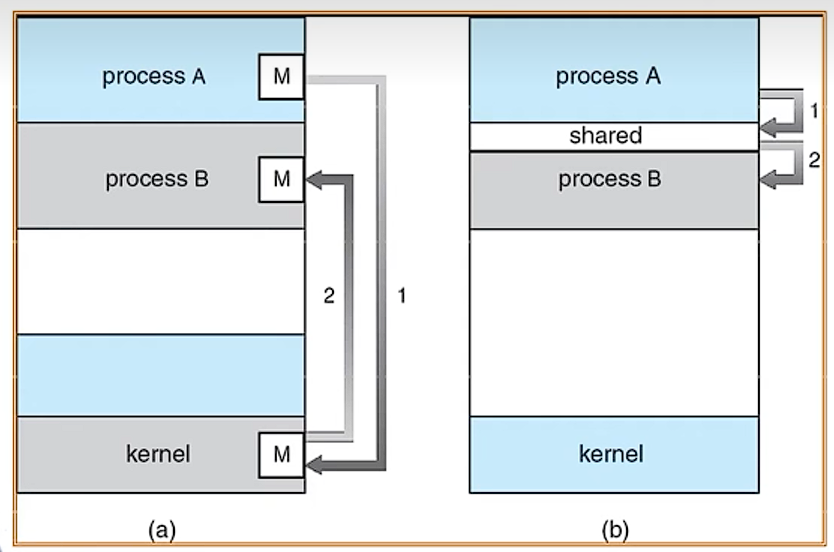 process A
M
process B
M
2
1
kernel
M
(a)
process A
1
shared
2
process B
kernel
(b)